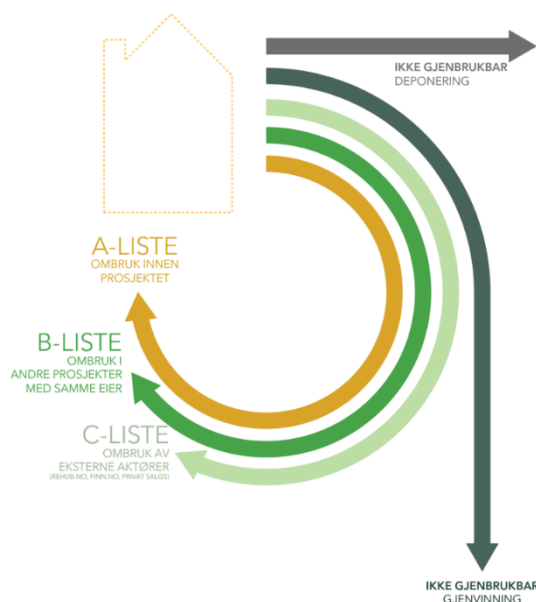 IKKE GJENBRUKBAR
DEPONERING
A-LISTE
OMBRUK INNEN
PROSJEKTET
B-LISTE
OMBRUK I
ANDRE PROSJEKTER
MED SAMME EIER
C-LISTE
OMBRUK AV
EKSTERNE AKTØRER
(REHUB.NO, FINN.NO, PRIVAT SALGS)
IKKE GJENBRUKBAR
GJENVINNING